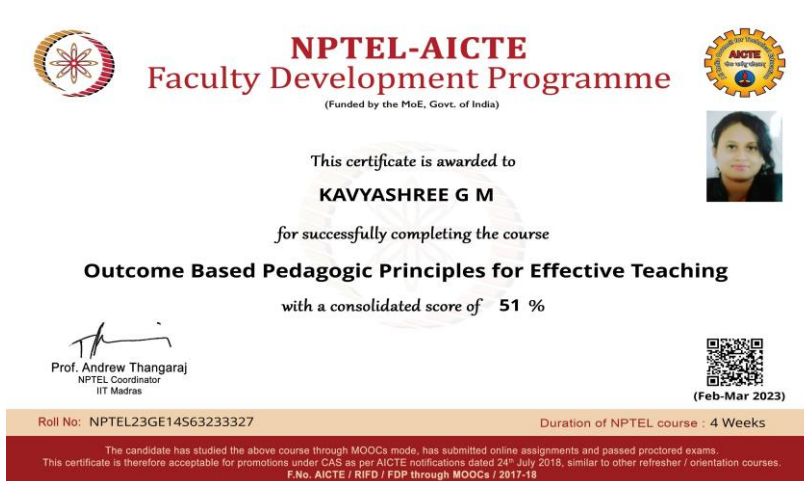 NPTEL-AICTE
Faculty Development Programme
(Funded by the MoE, Govt. of India)
AICTE
This certificate is awarded to
KAVYASHREE G M
for successfully completing the course
Outcome Based Pedagogic Principles for Effective Teaching
with a consolidated score of 51 %
Prof. Andrew Thangaraj
NPTEL Coordinator
IIT Madras
(Feb-Mar 2023)
Roll No: NPTEL23GE14S63233327
Duration of NPTEL course : 4 Weeks
The candidate has studied the above course through MOOCs mode, has submitted online assignments and passed proctored exams.
This certificate is therefore acceptable for promotions under CAS as per AICTE notifications dated 24th July 2018, similar to other refresher / orientation courses.
F.No. AICTE / RIFD / FDP through MOOCs / 2017-18